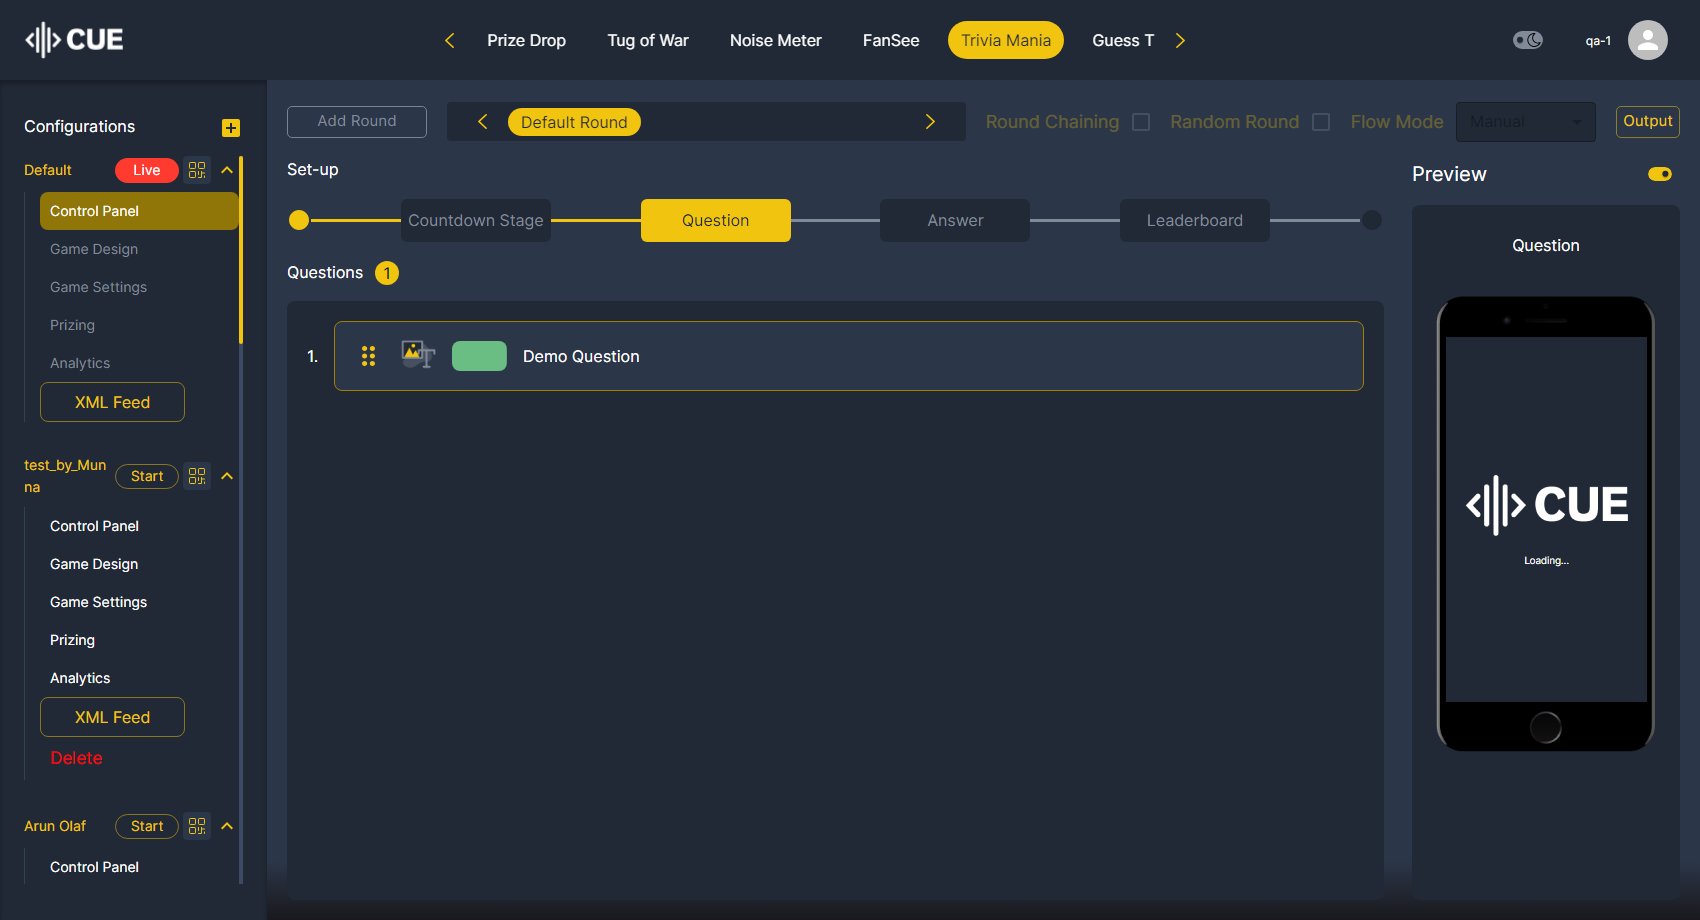 CUE
Prize Drop
Tug of War
Noise Meter
FanSee
Trivia Mania
Guess T
qa-1
Configurations
Default
Live
Control Panel
Game Design
Game Settings
Prizing
Analytics
XML Feed
test_by_Mun
na
Start
Control Panel
Game Design
Game Settings
Prizing
Analytics
XML Feed
Delete
Arun Olaf
Start
Control Panel
Add Round
Default Round
Round Chaining
Random Round
Flow Mode
Manual
Output
Set-up
Countdown Stage
Question
Answer
Leaderboard
Questions 1
1.
Demo Question
Preview
Question
CUE
Loading...